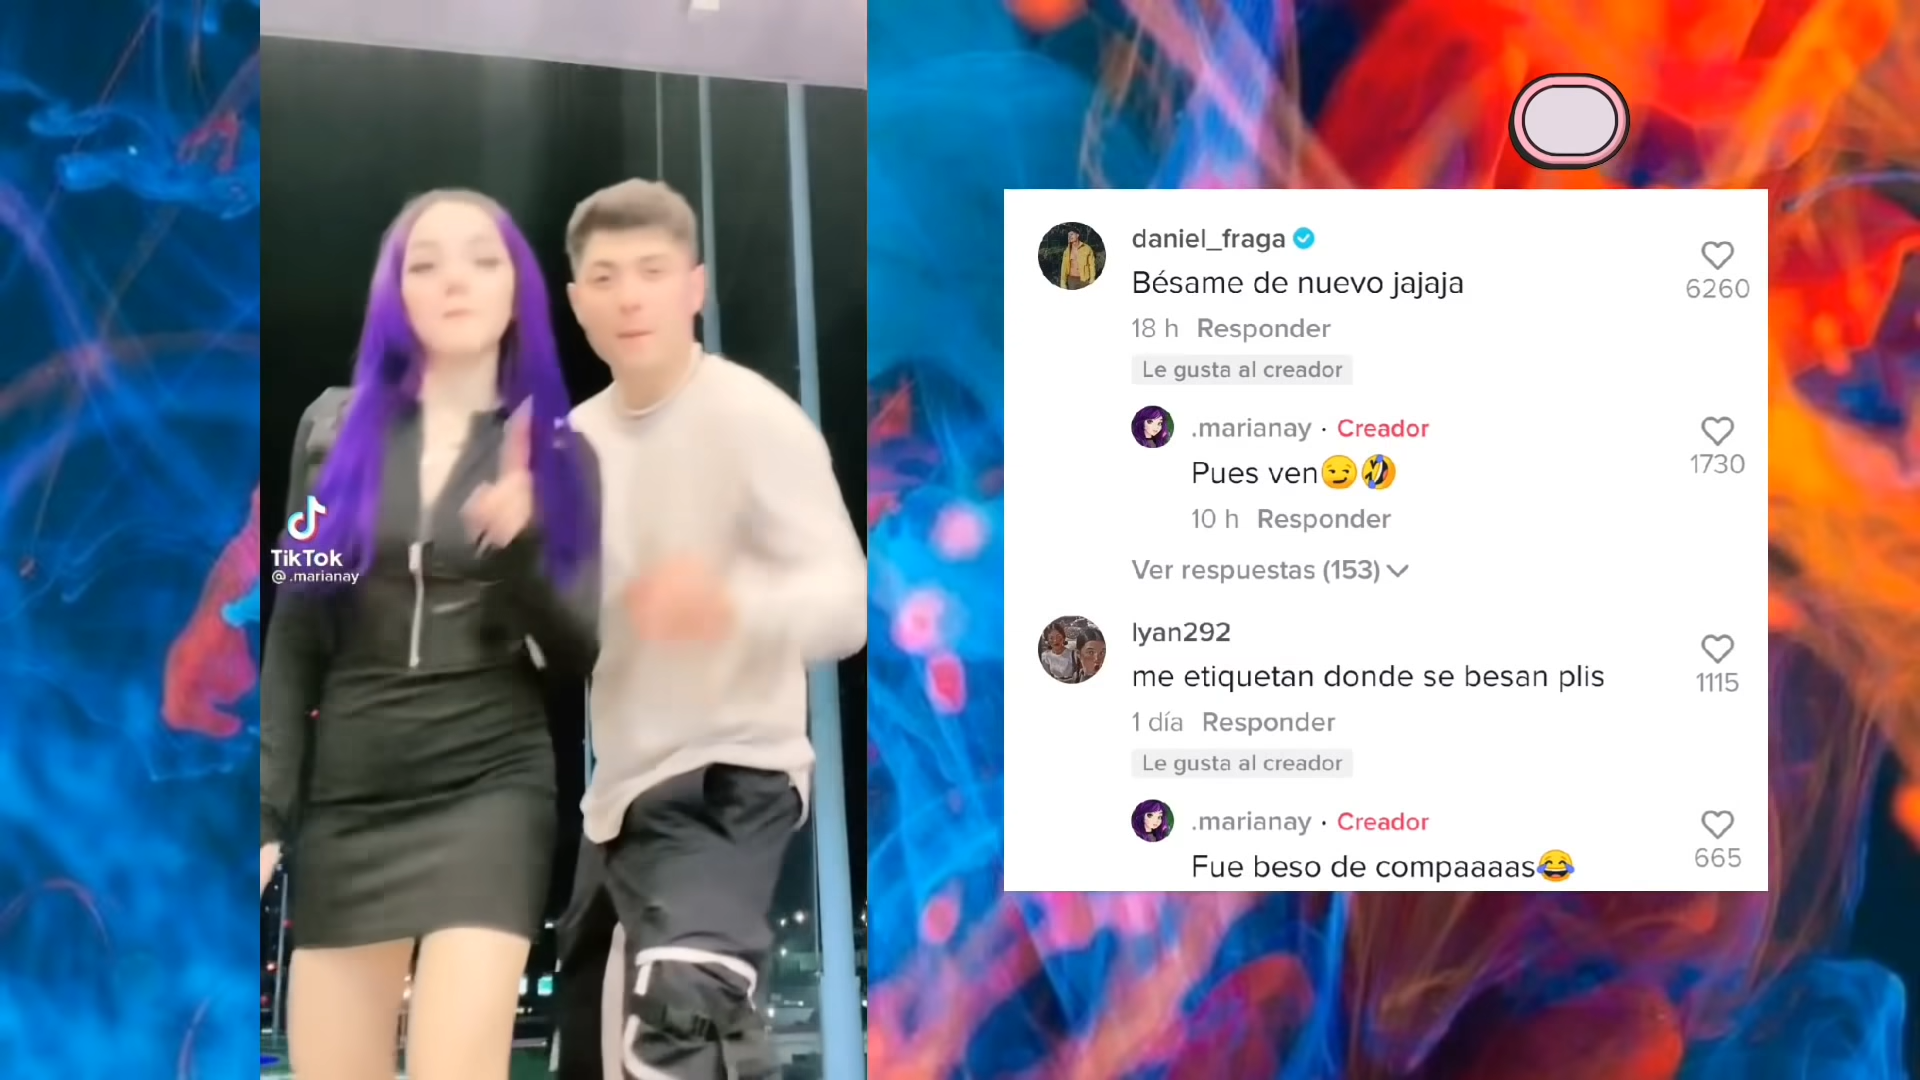 TikTok
@.marianay
daniel_fraga
Bésame de nuevo jajaja
18 h Responder
6260
Le gusta al creador
.marianay · Creador
Pues ven😏🤣
10 h Responder
1730
Ver respuestas (153)
lyan292
me etiquetan donde se besan plis
1 día Responder
1115
Le gusta al creador
.marianay · Creador
Fue beso de compaaaas😂
665